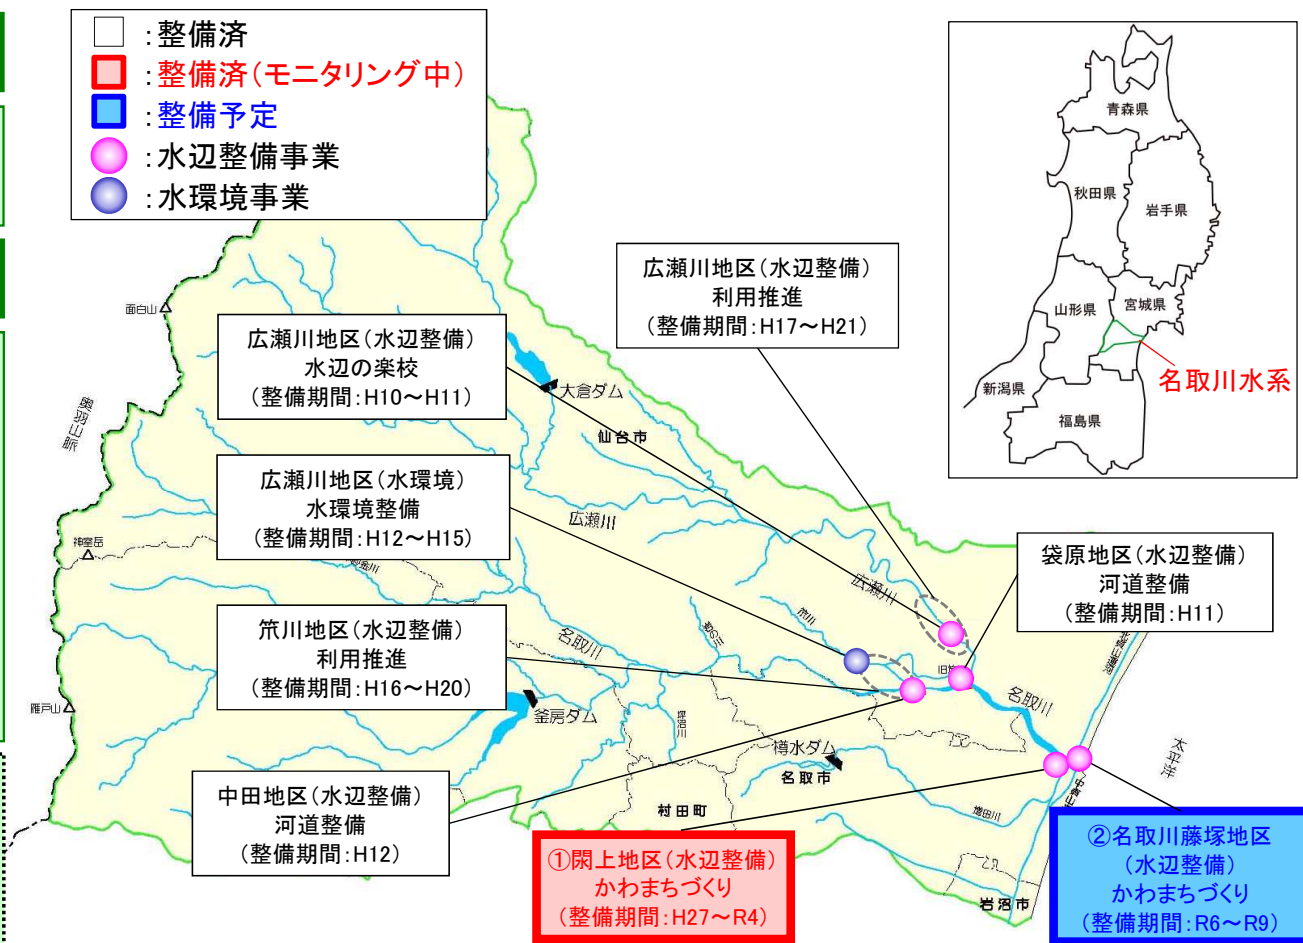 ：整備済
：整備済（モニタリング中）
：整備予定
：水辺整備事業
：水環境事業
青森県
秋田県
岩手県
山形県
宮城県
新潟県
福島県
名取川水系
広瀬川地区（水辺整備）
利用推進
（整備期間：H17～H21）
広瀬川地区（水辺整備）
水辺の楽校
（整備期間：H10～H11）
広瀬川地区（水環境）
水環境整備
（整備期間：H12～H15）
笊川地区（水辺整備）
利用推進
（整備期間：H16～H20）
中田地区（水辺整備）
河道整備
（整備期間：H12）
袋原地区（水辺整備）
河道整備
（整備期間：H11）
①閖上地区（水辺整備）
かわまちづくり
（整備期間：H27～R4）
②名取川藤塚地区
（水辺整備）
かわまちづくり
（整備期間：R6～R9）
面白山
奥羽山脈
神室岳
雁戸山
大倉ダム
仙台市
広瀬川
広瀬川
笊川
名取川
名取川
釜房ダム
樽水ダム
名取市
村田町
増田川
岩沼市
太平洋